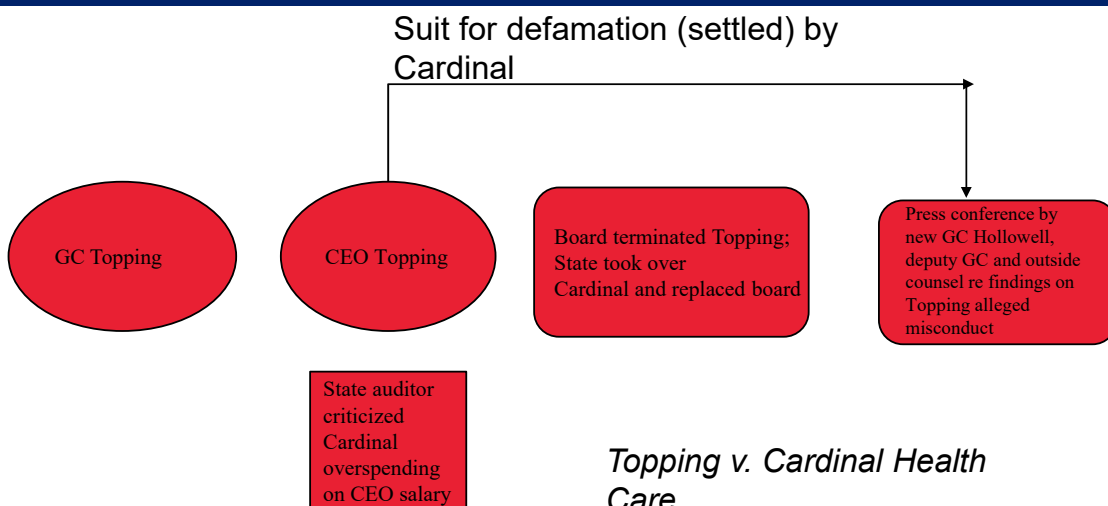 Suit for defamation (settled) by
Cardinal
GC Topping
CEO Topping
Board terminated Topping;
State took over
Cardinal and replaced board
Press conference by
new GC Hollowell,
deputy GC and outside
counsel re findings on
Topping alleged
misconduct
State auditor
criticized
Cardinal
overspending
on CEO salary
Topping v. Cardinal Health
Care